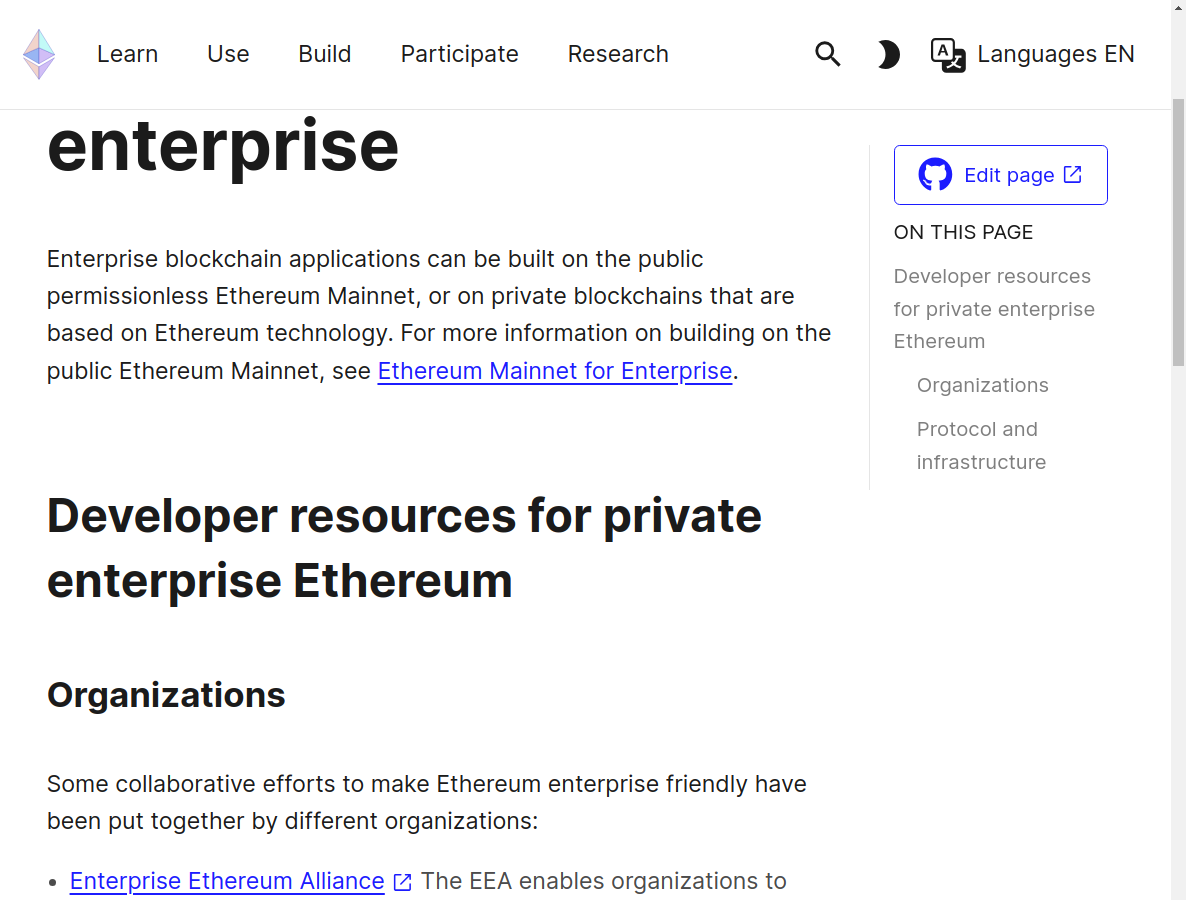 Learn
Use
Build
Participate
Research
Languages EN
enterprise
Enterprise blockchain applications can be built on the public
permissionless Ethereum Mainnet, or on private blockchains that are
based on Ethereum technology. For more information on building on the
public Ethereum Mainnet, see Ethereum Mainnet for Enterprise.
Developer resources for private
enterprise Ethereum
Organizations
Some collaborative efforts to make Ethereum enterprise friendly have
been put together by different organizations:
• Enterprise Ethereum Alliance The EEA enables organizations to
Edit page
ON THIS PAGE
Developer resources
for private enterprise
Ethereum
Organizations
Protocol and
infrastructure